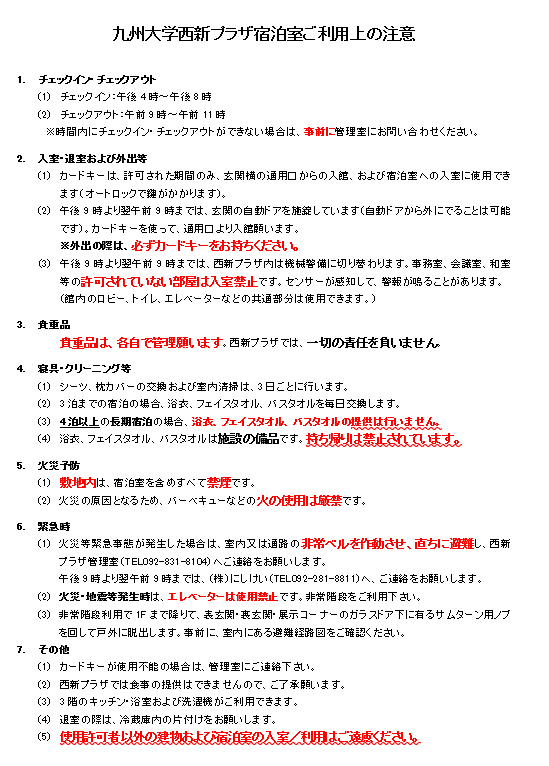 九州大学西新プラザ宿泊室ご利用上の注意
1. チェックイン・チェックアウト
(1) チェックイン:午後4時~午後8時
(2) チェックアウト:午前9時~午前11時
※時間内にチェックイン・チェックアウトができない場合は、事前に管理室にお問い合わせください。
2. 入室・退室および外出等
(1) カードキーは、許可された期間のみ、玄関横の通用口からの入館、および宿泊室への入室に使用でき
ます(オートロックで鍵がかかります)。
(2) 午後9時より翌午前9時までは、玄関の自動ドアを施錠しています(自動ドアから外にでることは可能
です)。カードキーを使って、通用口より入館願います。
※外出の際は、必ずカードキーをお持ちください。
(3) 午後9時より翌午前9時までは、西新プラザ内は機械警備に切り替わります。事務室、会議室、和室
等の許可されていない部屋は入室禁止です。センサーが感知して、警報が鳴ることがあります。
(館内のロビー、トイレ、エレベーターなどの共通部分は使用できます。)
3. 貴重品
貴重品は、各自で管理願います。西新プラザでは、一切の責任を負いません。
4. 寝具・クリーニング等
(1) シーツ、枕カバーの交換および室内清掃は、3日ごとに行います。
(2) 3泊までの宿泊の場合、浴衣、フェイスタオル、バスタオルを毎日交換します。
(3) 4泊以上の長期宿泊の場合、浴衣、フェイスタオル、バスタオルの提供は行いません。
(4) 浴衣、フェイスタオル、バスタオルは施設の備品です。持ち帰りは禁止されています。
5. 火災予防
(1) 敷地内は、宿泊室を含めすべて禁煙です。
(2) 火災の原因となるため、バーベキューなどの火の使用は厳禁です。
6. 緊急時
(1) 火災等緊急事態が発生した場合は、室内又は通路の非常ベルを作動させ、直ちに避難し、西新
プラザ管理室(TEL092-831-8104)へご連絡をお願いします。
午後9時より翌午前9時までは、(株)にしけい(TEL092-281-8811)へ、ご連絡をお願いします。
(2) 火災・地震等発生時は、エレベーターは使用禁止です。非常階段をご利用下さい。
(3) 非常階段利用で1Fまで降りて、表玄関・裏玄関・展示コーナーのガラスドア下に有るサムターン用ノブ
を回して戸外に脱出します。事前に、室内にある避難経路図をご確認ください。
7. その他
(1) カードキーが使用不能の場合は、管理室にご連絡下さい。
(2) 西新プラザでは食事の提供はできませんので、ご了承願います。
(3) 3階のキッチン・浴室および洗濯機がご利用できます。
(4) 退室の際は、冷蔵庫内の片付けをお願いします。
(5) 使用許可者以外の建物および宿泊室の入室/利用はご遠慮ください。